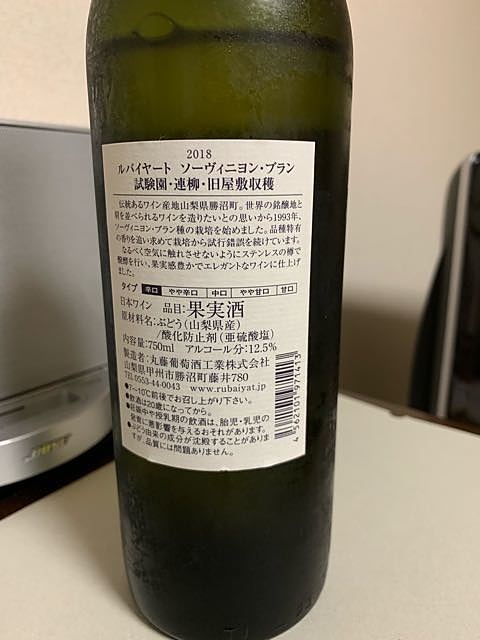 2018
ルバイヤート ソーヴィニヨン・ブラン
試験園・連柳・旧屋敷収穫
伝統あるワイン産地山梨県勝沼町。世界の銘醸地と
肩を並べられるワインを造りたいとの思いから1993年、
ソーヴィニヨン・ブラン種の栽培を始めました。品種特有
の香りを追い求めて栽培から試行錯誤を続けています。
なるべく空気に触れさせないようにステンレスの樽で
醗酵を行い、果実感豊かでエレガントなワインに仕上げ
ました。
タイプ 辛口 やや辛口 中口 やや甘口 甘口
日本ワイン 品目:果実酒
原材料名:ぶどう(山梨県産)
/酸化防止剤(亜硫酸塩)
内容量:750ml アルコール分:12.5%
製造者:丸藤葡萄酒工業株式会社
山梨県甲州市勝沼町藤井780
TEL 0553-44-0043 www.rubaiyat.jp
●7〜10℃前後でお召し上がり下さい。
●飲酒は20歳になってから。
●妊娠中や授乳期の飲酒は、胎児・乳児の
発育に悪影響を与えるおそれがあります。
●ぶどう由来の成分が沈殿することがありま
すが、品質には問題ありません。
4 562101 971413